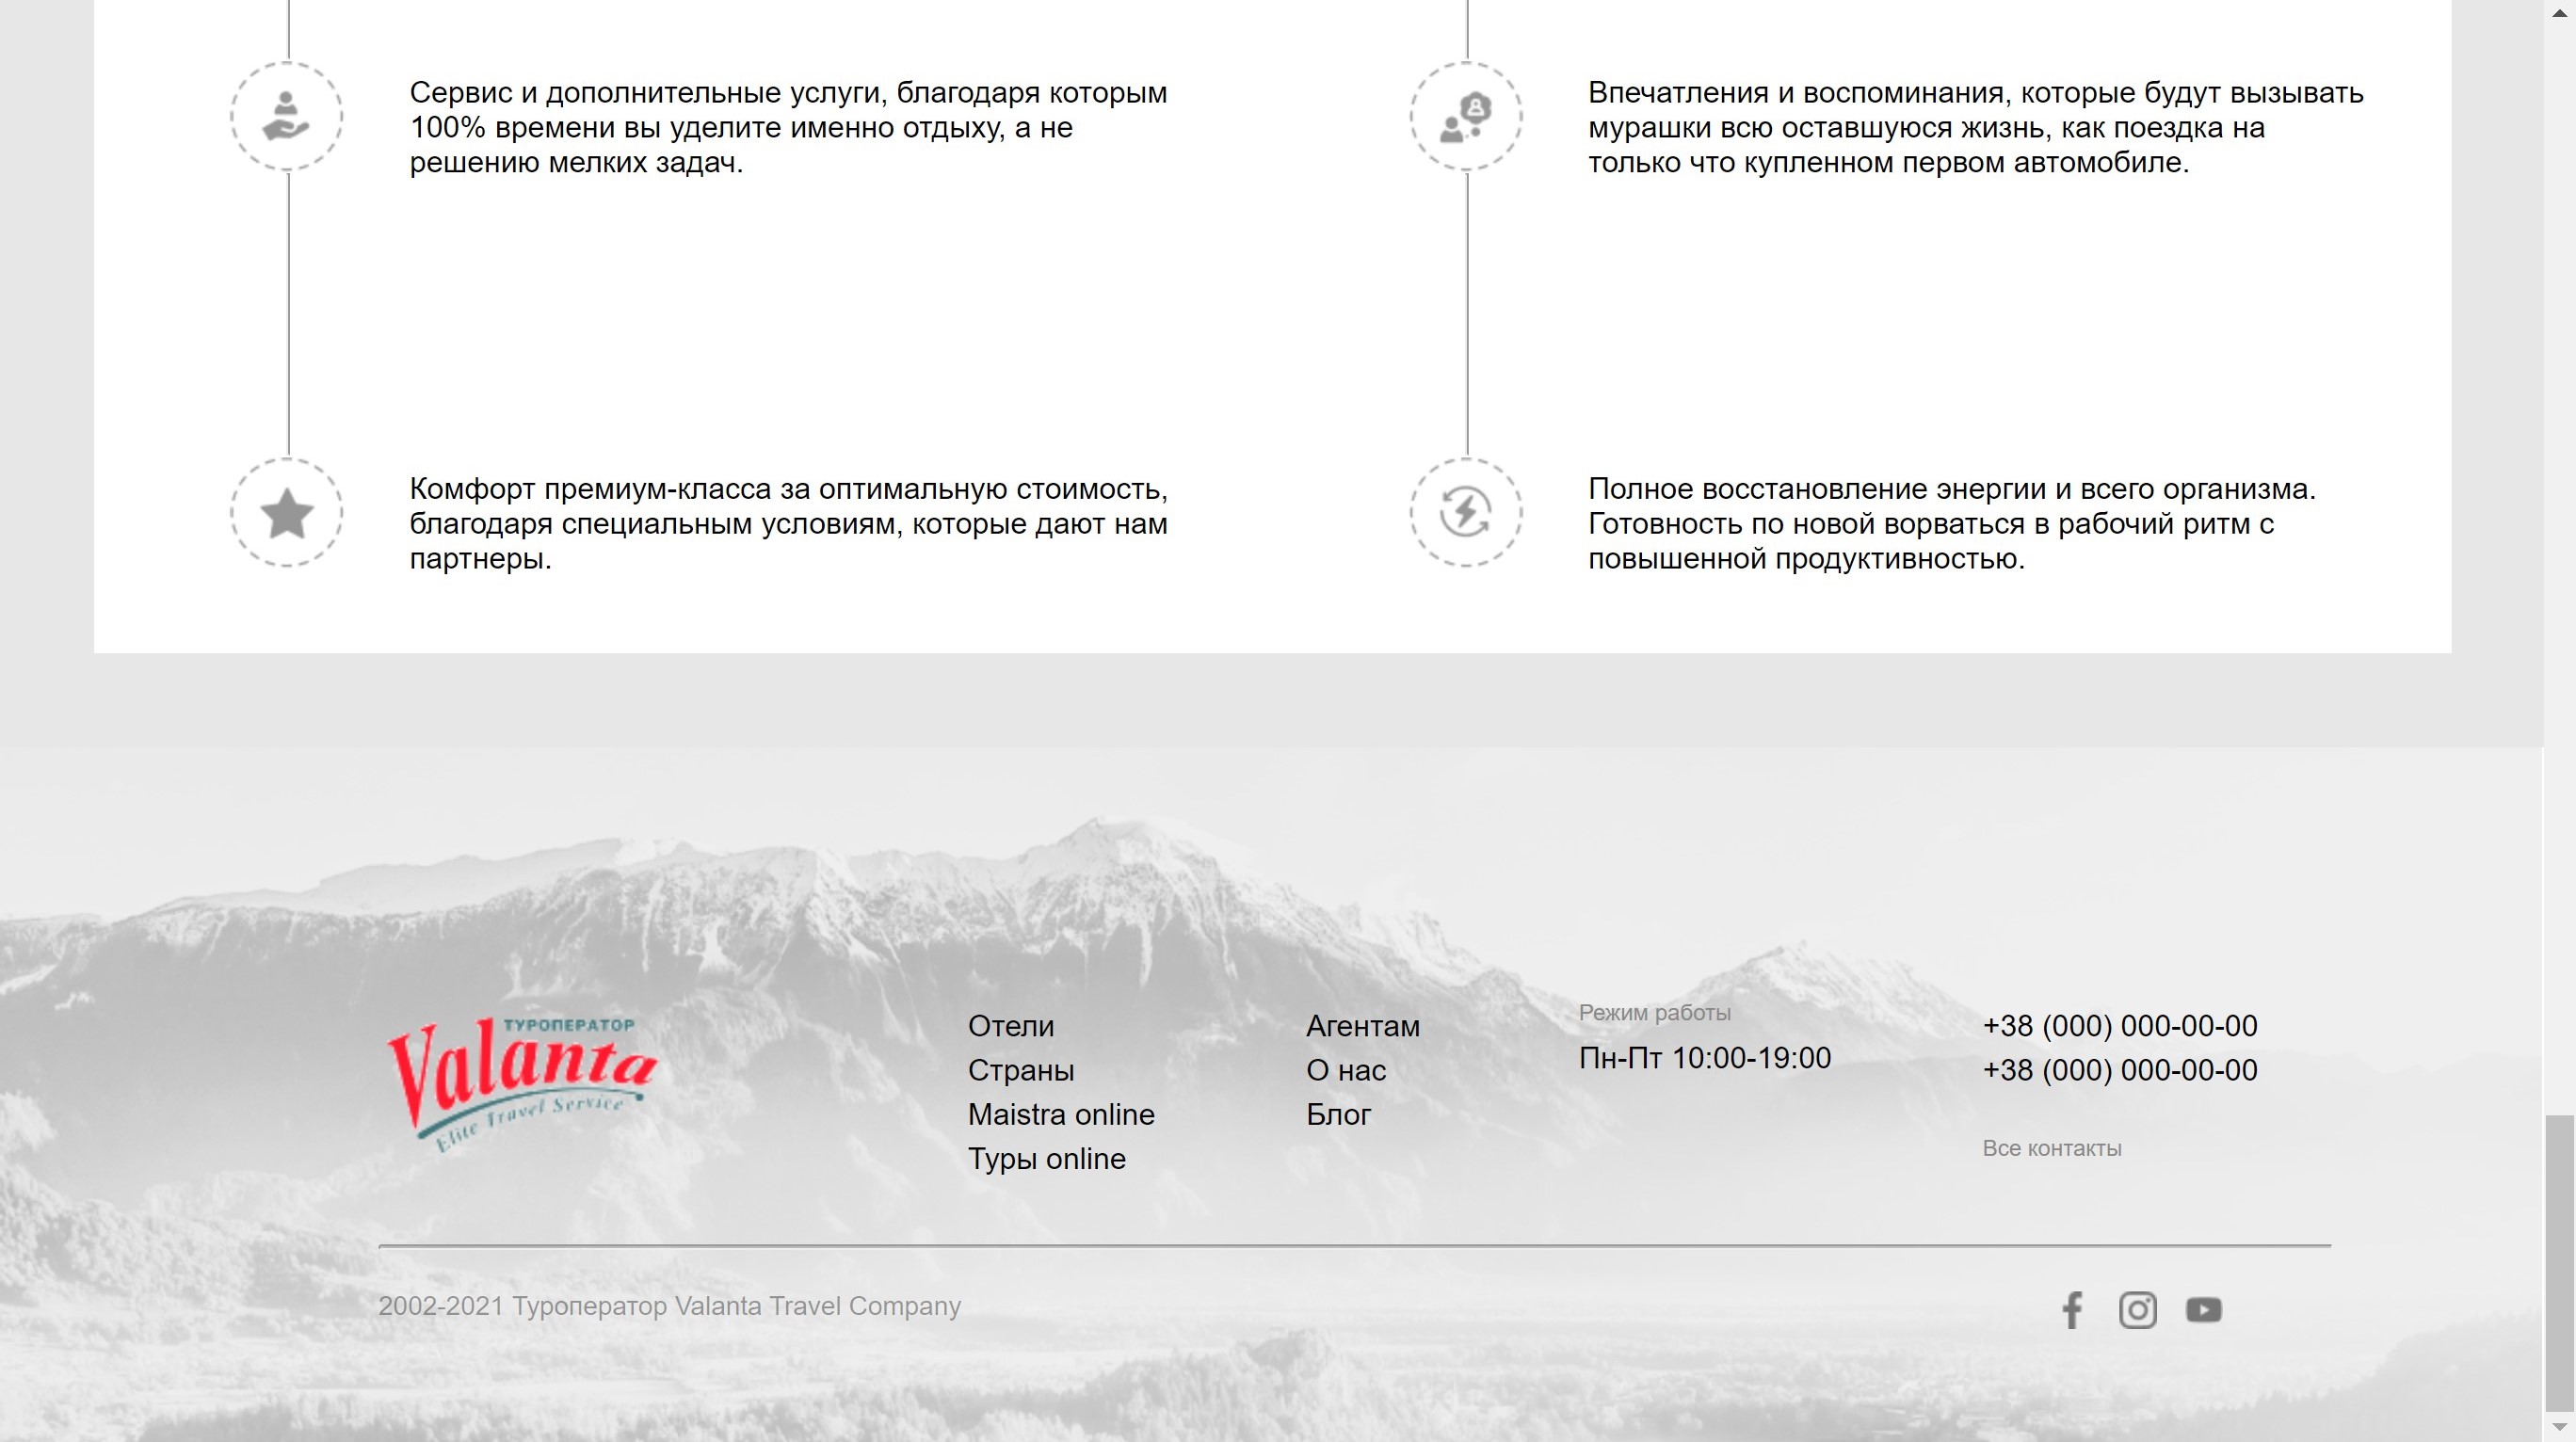 Сервис и дополнительные услуги, благодаря которым
100% времени вы уделите именно отдыху, а не
решению мелких задач.
Впечатления и воспоминания, которые будут вызывать
мурашки всю оставшуюся жизнь, как поездка на
только что купленном первом автомобиле.
Комфорт премиум-класса за оптимальную стоимость,
благодаря специальным условиям, которые дают нам
партнеры.
Полное восстановление энергии и всего организма.
Готовность по новой ворваться в рабочий ритм с
повышенной продуктивностью.
ТУРОПЕРАТОР
Valanta
Elite Travel Service
Отели
Страны
Maistra online
Туры online
Агентам
О нас
Блог
Режим работы
Пн-Пт 10:00-19:00
+38 (000) 000-00-00
+38 (000) 000-00-00
Все контакты
2002-2021 Туроператор Valanta Travel Company